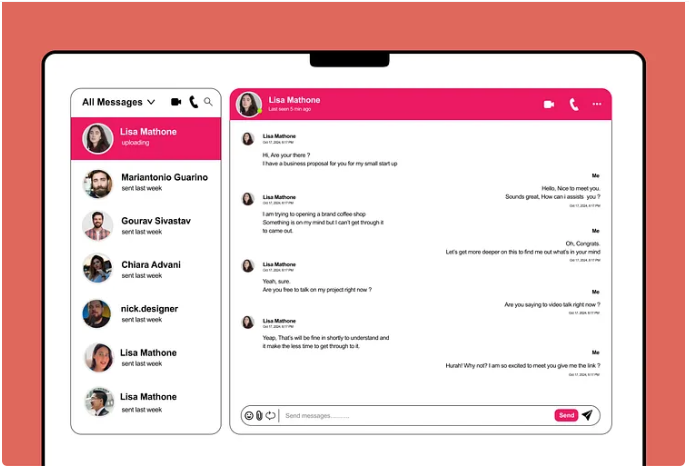 All Messages
Lisa Mathone
uploading
Mariantonio Guarino
sent last week
Gourav Sivastav
sent last week
Chiara Advani
sent last week
nick.designer
sent last week
Lisa Mathone
sent last week
Lisa Mathone
sent last week
Lisa Mathone
Last seen 5 min ago
Lisa Mathone
Oct 17, 2024, 6:17 PM
Hi, Are your there ?
I have a business proposal for you for my small start up
Me
Hello, Nice to meet you.
Sounds great, How can i assists you ?
Oct 17, 2024, 6:17 PM
Lisa Mathone
Oct 17, 2024, 6:17 PM
I am trying to opening a brand coffee shop
Something is on my mind but I can't get through it
to came out.
Me
Oh, Congrats.
Let's get more deeper on this to find me out what's in your mind
Oct 17, 2024, 6:17 PM
Lisa Mathone
Oct 17, 2024, 6:17 PM
Yeah, sure.
Are you free to talk on my project right now ?
Me
Are you saying to video talk right now ?
Oct 17, 2024, 6:17 PM
Lisa Mathone
Oct 17, 2024, 6:17 PM
Yeap, That's will be fine in shortly to understand and
it make the less time to get through to it.
Me
Hurah! Why not? I am so excited to meet you give me the link ?
Oct 17, 2024, 6:17 PM
Send messages.........
Send